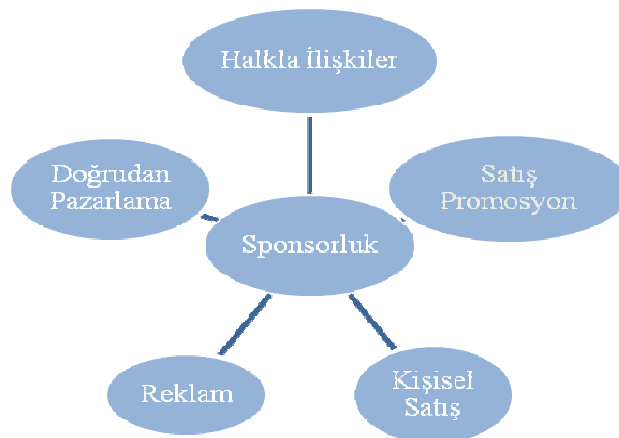 Halkla İlişkiler
Doğrudan
Pazarlama
Satış
Promosyon
Sponsorluk
Reklam
Kişisel
Satış